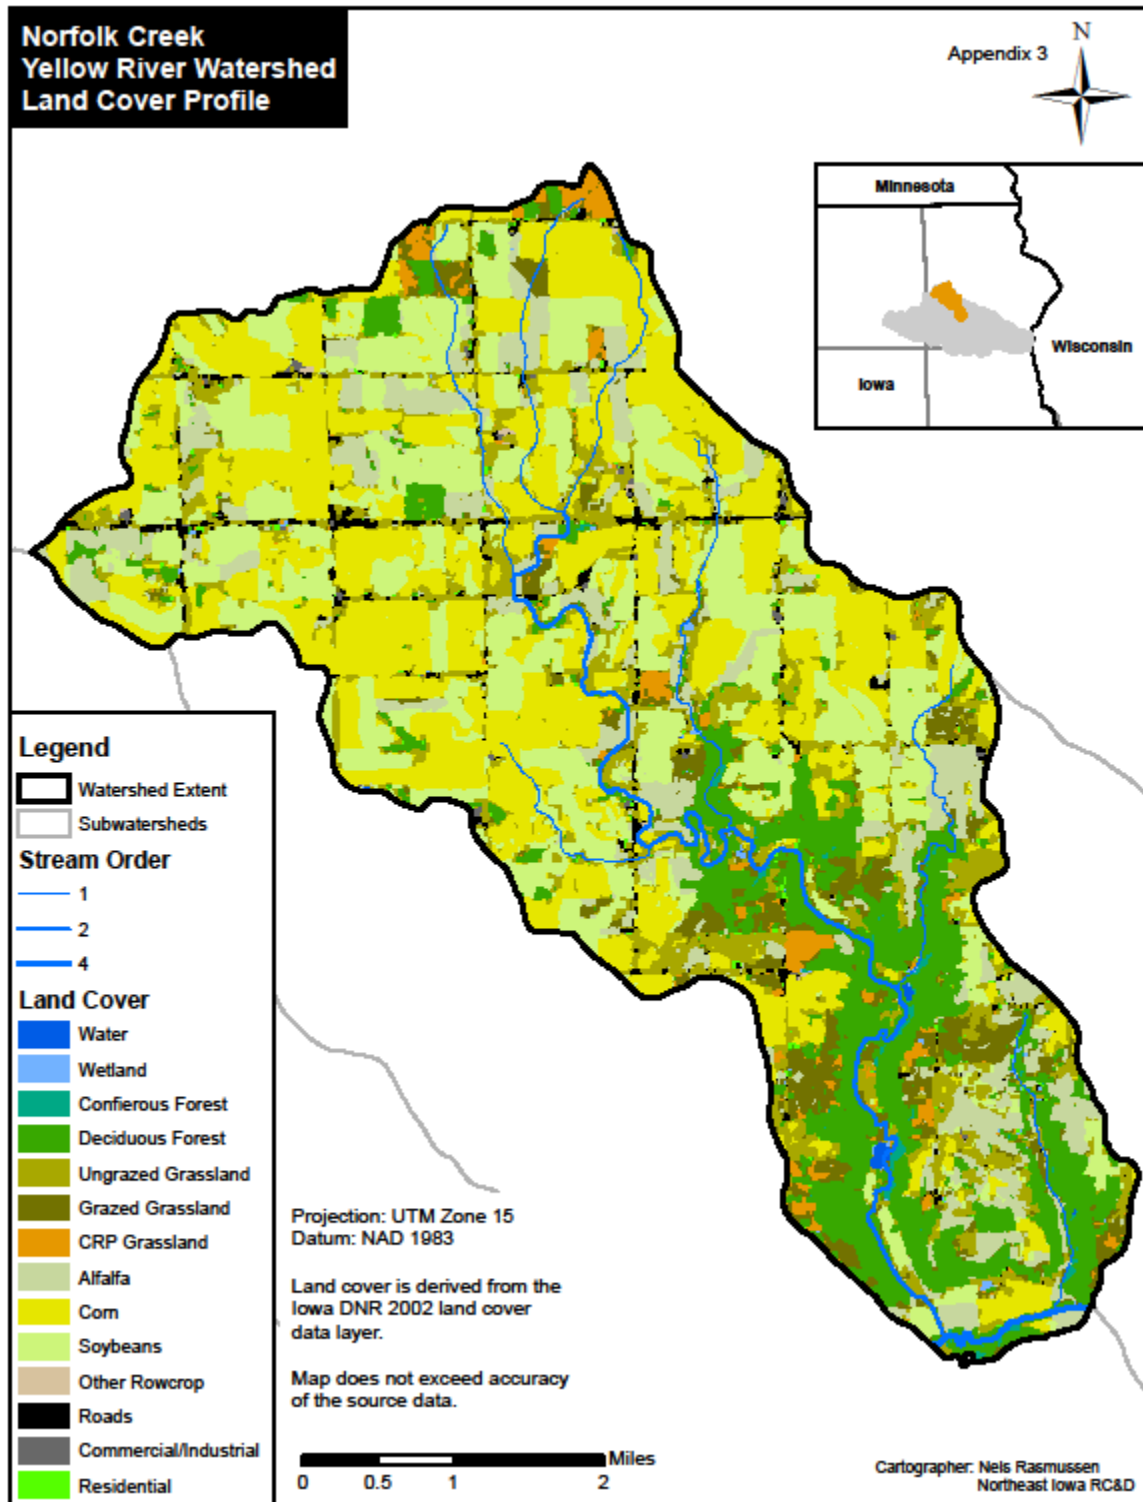 Norfolk Creek
Yellow River Watershed
Land Cover Profile
Appendix 3
N
Minnesota
Wisconsin
Iowa
Legend
Watershed Extent
Subwatersheds
Stream Order
1
2
4
Land Cover
Water
Wetland
Confierous Forest
Deciduous Forest
Ungrazed Grassland
Grazed Grassland
CRP Grassland
Alfalfa
Corn
Soybeans
Other Rowcrop
Roads
Commercial/Industrial
Residential
Projection: UTM Zone 15
Datum: NAD 1983
Land cover is derived from the
Iowa DNR 2002 land cover
data layer.
Map does not exceed accuracy
of the source data.
Miles
0 0.5 1 2
Cartographer: Nels Rasmussen
Northeast Iowa RC&D